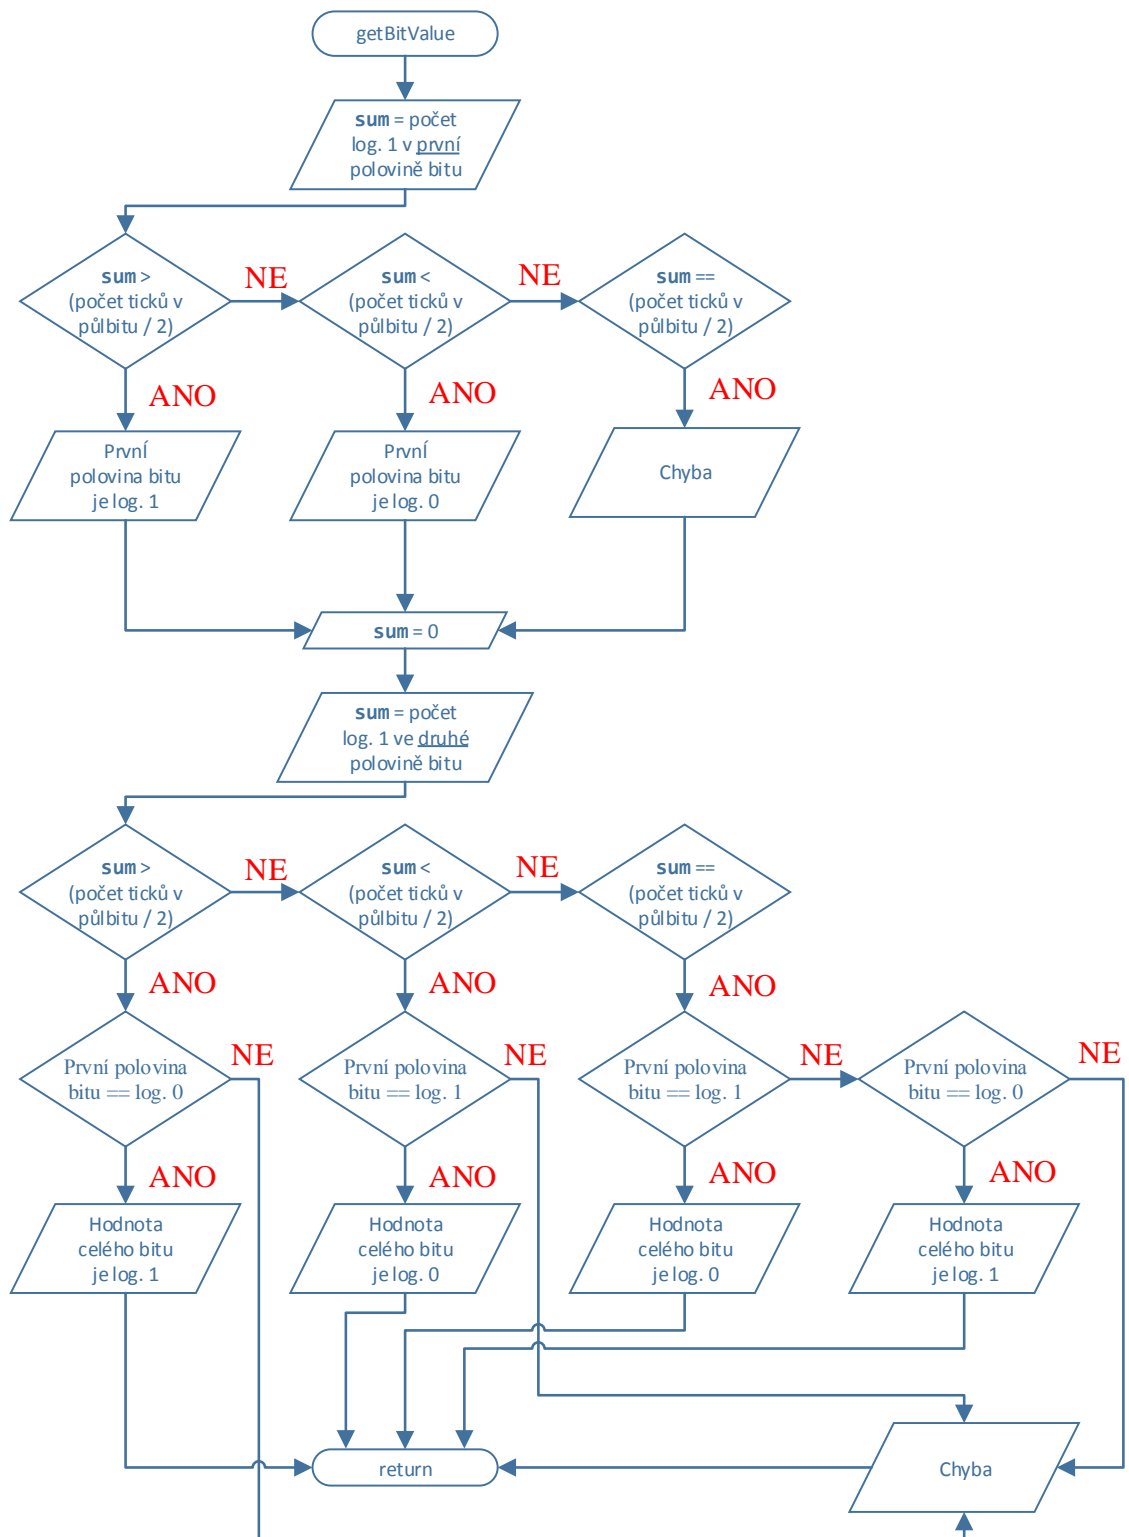 getBitValue
sum = počet
log. 1 v první
polovině bitu
sum >
(počet ticků v
půlbitu / 2)
NE
sum <
(počet ticků v
půlbitu / 2)
NE
sum ==
(počet ticků v
půlbitu / 2)
ANO
ANO
ANO
První
polovina bitu
je log. 1
První
polovina bitu
je log. 0
Chyba
sum = 0
sum = počet
log. 1 ve druhé
polovině bitu
sum >
(počet ticků v
půlbitu / 2)
NE
sum <
(počet ticků v
půlbitu / 2)
NE
sum ==
(počet ticků v
půlbitu / 2)
ANO
ANO
ANO
První polovina
bitu == log. 0
NE
První polovina
bitu == log. 1
NE
První polovina
bitu == log. 1
NE
První polovina
bitu == log. 0
NE
ANO
ANO
ANO
ANO
Hodnota
celého bitu
je log. 1
Hodnota
celého bitu
je log. 0
Hodnota
celého bitu
je log. 0
Hodnota
celého bitu
je log. 1
return
Chyba